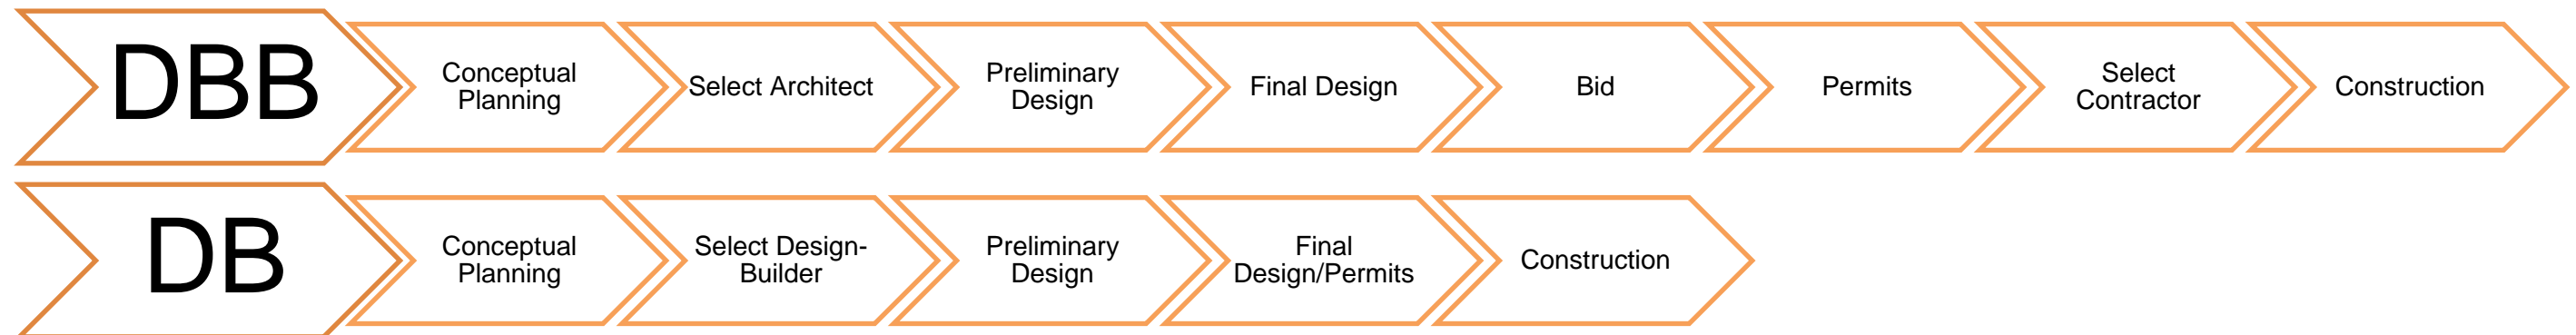 DBB
Conceptual
Planning
Select Architect
Preliminary
Design
Final Design
Bid
Permits
Select
Contractor
Construction
DB
Conceptual
Planning
Select Design-
Builder
Preliminary
Design
Final
Design/Permits
Construction